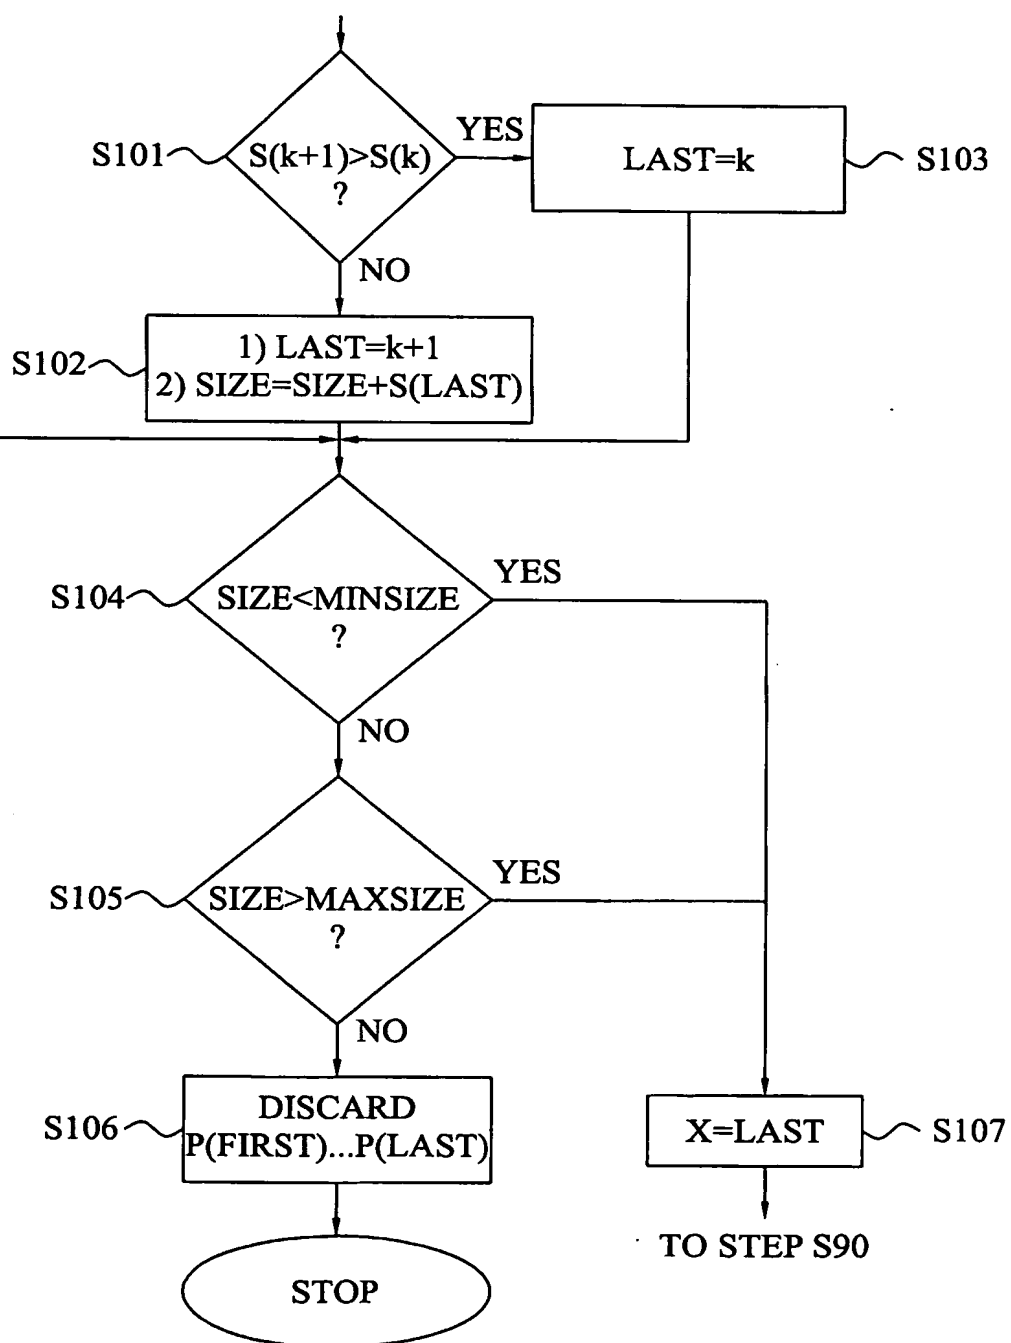 S101
S(k+1)>S(k)
?
YES
LAST=k
S103
NO
S102
1) LAST=k+1
2) SIZE=SIZE+S(LAST)
S104
SIZE<MINSIZE
?
YES
NO
S105
SIZE>MAXSIZE
?
YES
NO
S106
DISCARD
P(FIRST)...P(LAST)
X=LAST
S107
TO STEP S90
STOP